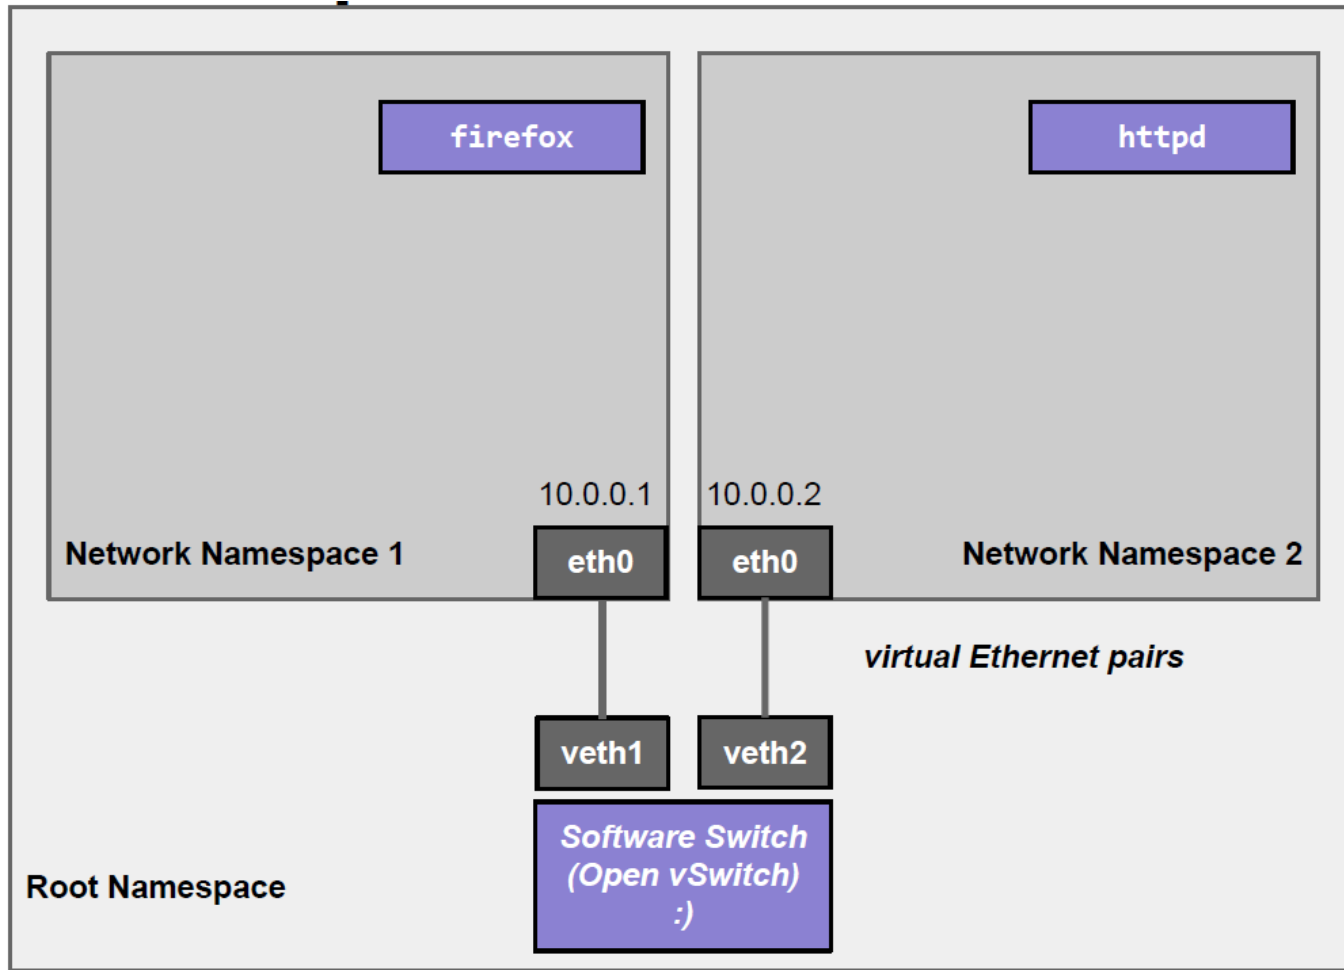 firefox
httpd
10.0.0.1
10.0.0.2
Network Namespace 1
eth0
eth0
Network Namespace 2
virtual Ethernet pairs
veth1
veth2
Software Switch
(Open vSwitch)
:)
Root Namespace